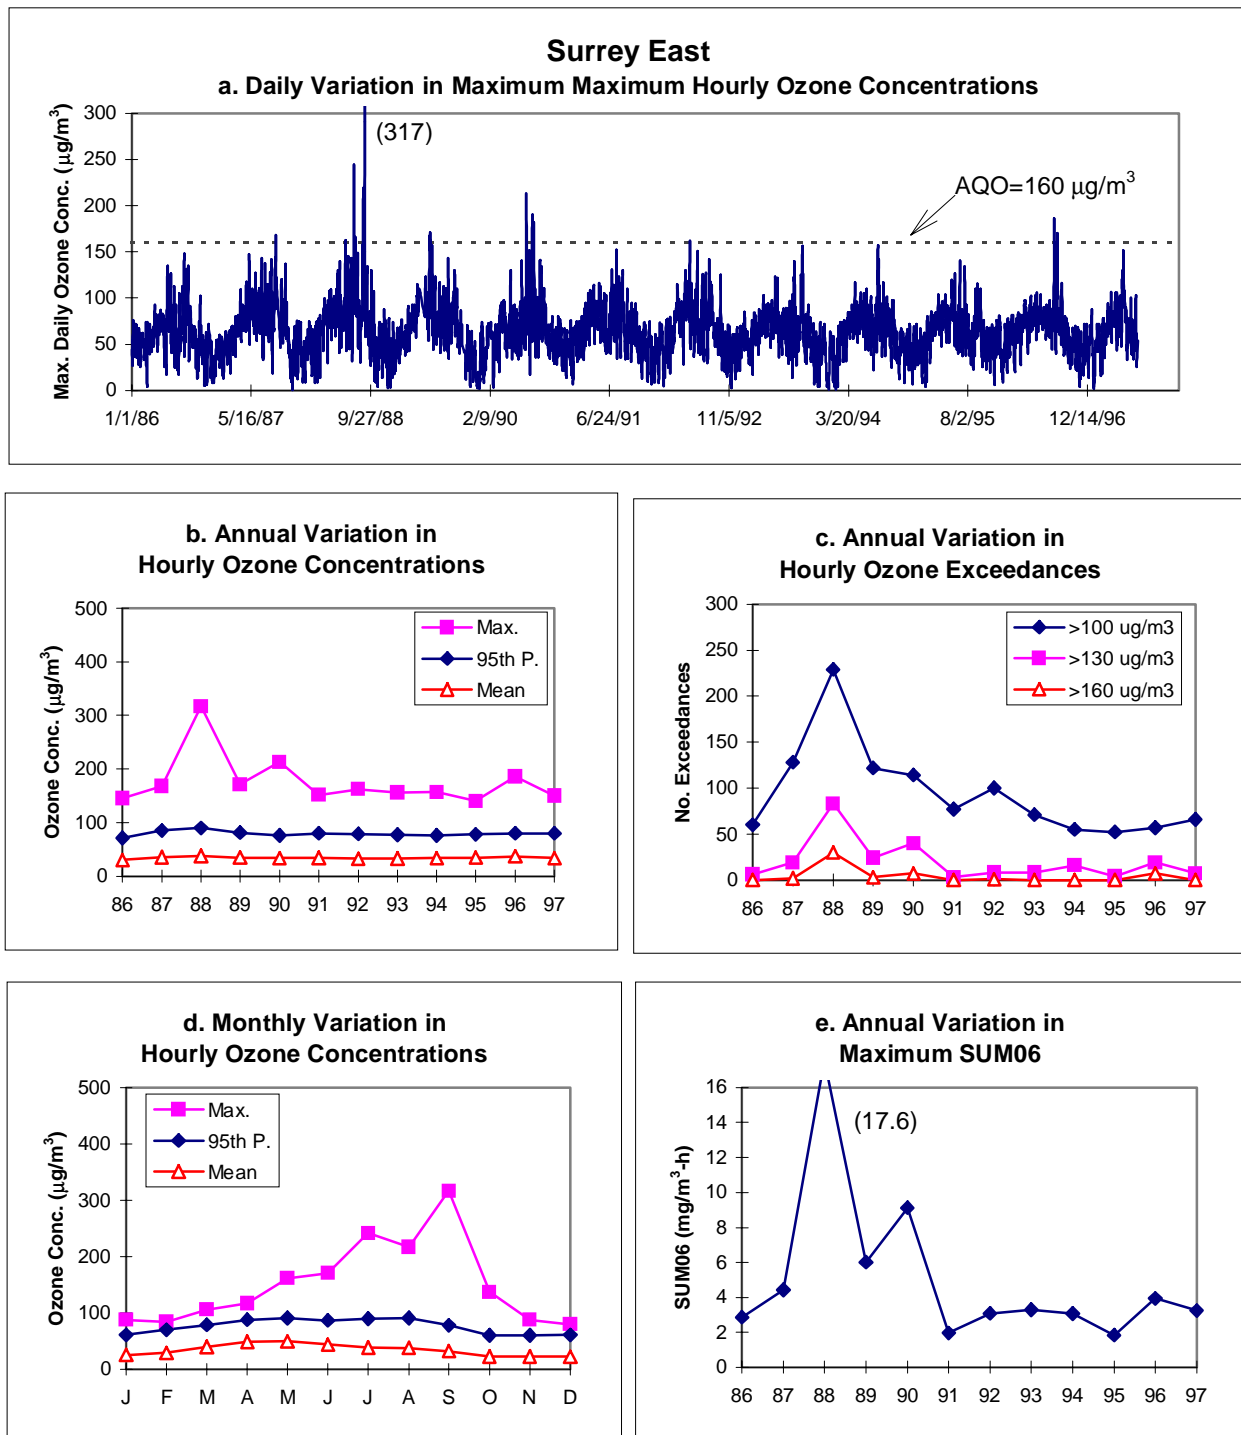 Surrey East
a. Daily Variation in Maximum Maximum Hourly Ozone Concentrations
Max. Daily Ozone Conc. (µg/m³)
300
250
200
150
100
50
0
(317)
AQO=160 µg/m³
1/1/86 5/16/87 9/27/88 2/9/90 6/24/91 11/5/92 3/20/94 8/2/95 12/14/96
b. Annual Variation in
Hourly Ozone Concentrations
Ozone Conc. (µg/m³)
500
400
300
200
100
0
Max.
95th P.
Mean
86 87 88 89 90 91 92 93 94 95 96 97
c. Annual Variation in
Hourly Ozone Exceedances
No. Exceedances
300
250
200
150
100
50
0
>100 ug/m3
>130 ug/m3
>160 ug/m3
86 87 88 89 90 91 92 93 94 95 96 97
d. Monthly Variation in
Hourly Ozone Concentrations
Ozone Conc. (µg/m³)
500
400
300
200
100
0
Max.
95th P.
Mean
J F M A M J J A S O N D
e. Annual Variation in
Maximum SUM06
SUM06 (mg/m³-h)
16
14
12
10
8
6
4
2
0
(17.6)
86 87 88 89 90 91 92 93 94 95 96 97